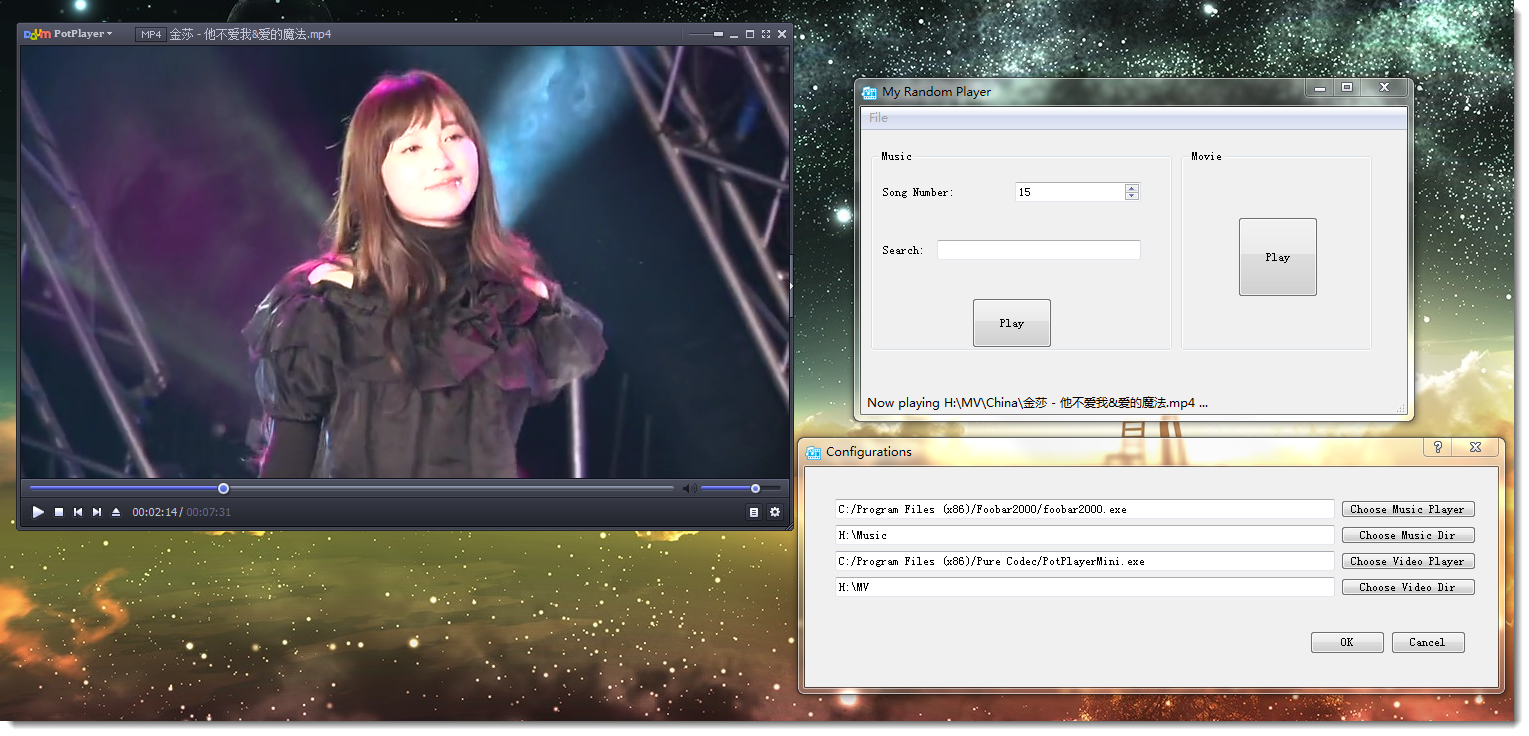 Daum PotPlayer
MP4 金莎 - 他不爱我&爱的魔法.mp4
00:02:14 / 00:07:31
My Random Player
File
Music
Song Number: 15
Search:
Play
Movie
Play
Now playing H:\MV\China\金莎 - 他不爱我&爱的魔法.mp4 ...
Configurations
C:/Program Files (x86)/Foobar2000/foobar2000.exe Choose Music Player
H:\Music Choose Music Dir
C:/Program Files (x86)/Pure Codec/PotPlayerMini.exe Choose Video Player
H:\MV Choose Video Dir
OK Cancel